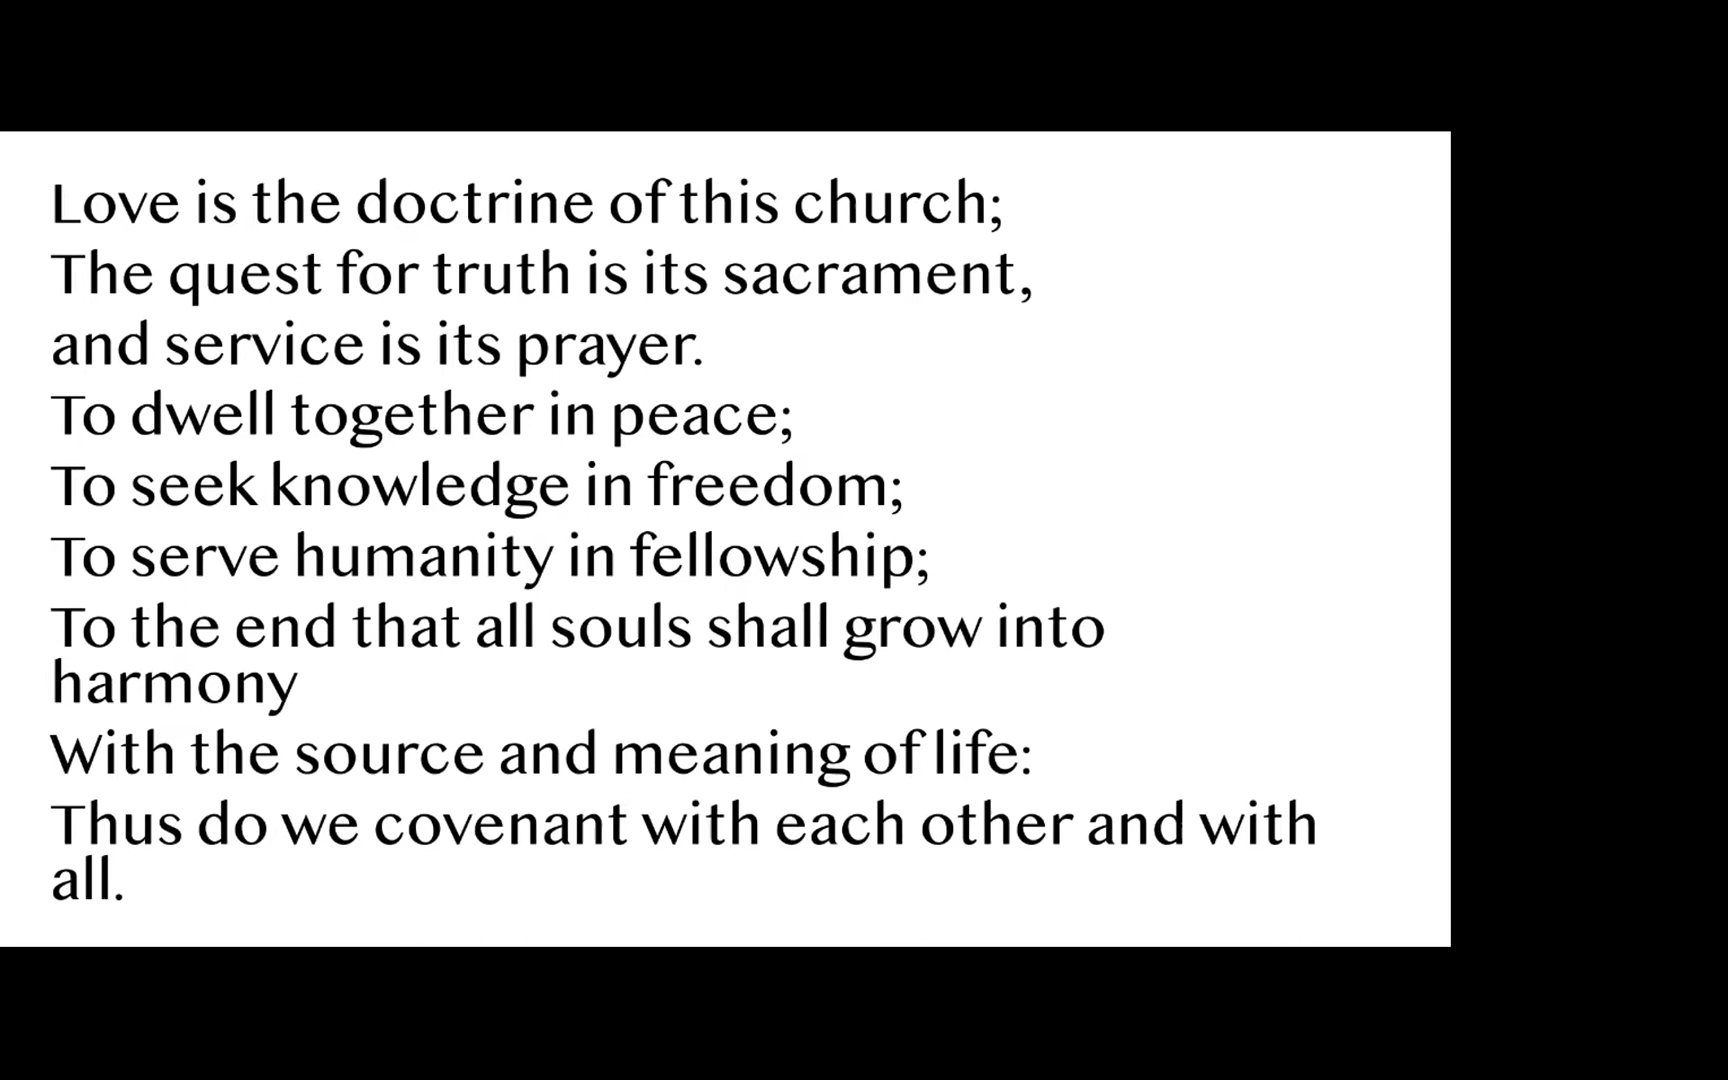 Love is the doctrine of this church;
The quest for truth is its sacrament,
and service is its prayer.
To dwell together in peace;
To seek knowledge in freedom;
To serve humanity in fellowship;
To the end that all souls shall grow into
harmony
With the source and meaning of life:
Thus do we covenant with each other and with
all.